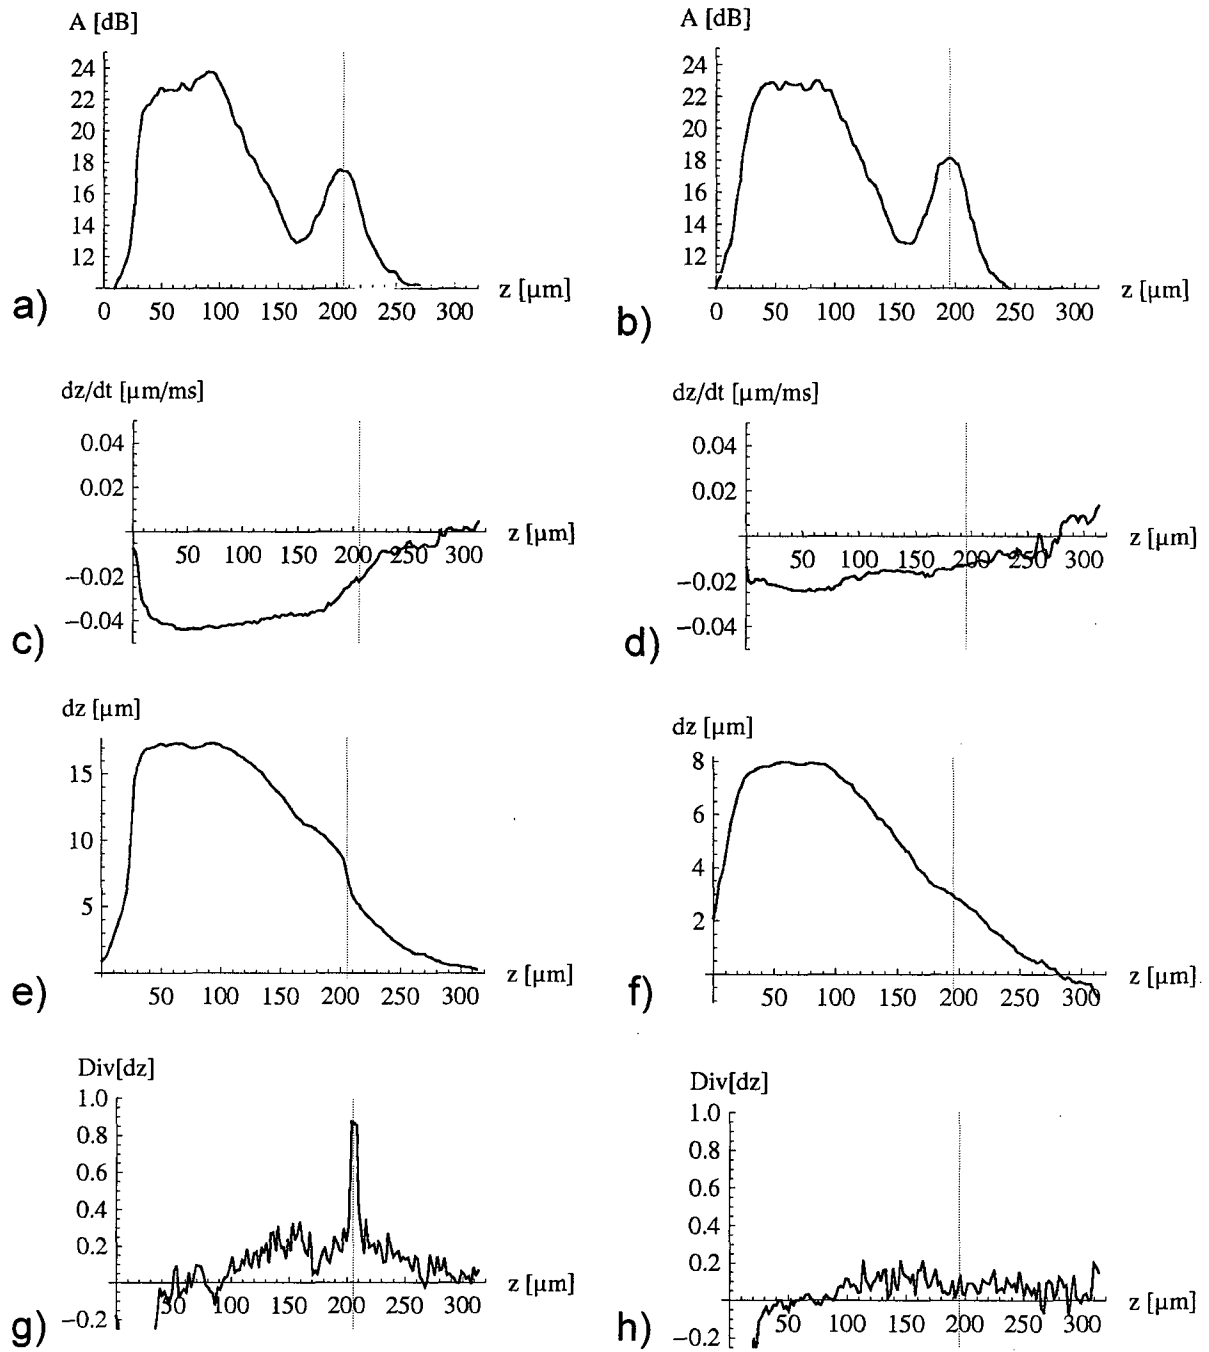 A [dB]
24
22
20
18
16
14
12
0 50 100 150 200 250 300 z [µm]
a)
A [dB]
24
22
20
18
16
14
12
0 50 100 150 200 250 300 z [µm]
b)
dz/dt [µm/ms]
0.04
0.02
50 100 150 200 250 300 z [µm]
−0.02
−0.04
c)
dz/dt [µm/ms]
0.04
0.02
50 100 150 200 250 300 z [µm]
−0.02
−0.04
d)
dz [µm]
15
10
5
50 100 150 200 250 300 z [µm]
e)
dz [µm]
8
6
4
2
50 100 150 200 250 300 z [µm]
f)
Div[dz]
1.0
0.8
0.6
0.4
0.2
50 100 150 200 250 300 z [µm]
−0.2
g)
Div[dz]
1.0
0.8
0.6
0.4
0.2
50 100 150 200 250 300 z [µm]
−0.2
h)